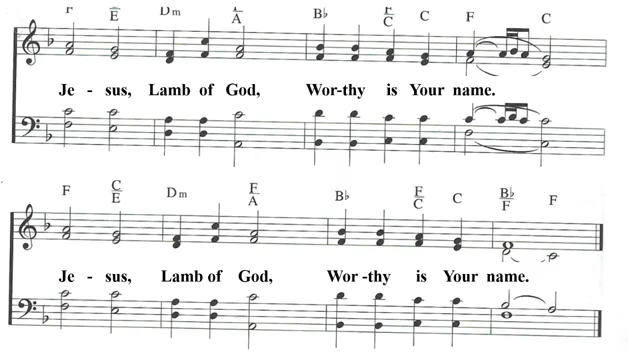 F C/E Dm F/A B♭ F/C C F C
Je - sus, Lamb of God, Wor-thy is Your name.
F C/E Dm F/A B♭ F/C C B♭/F F
Je - sus, Lamb of God, Wor -thy is Your name.